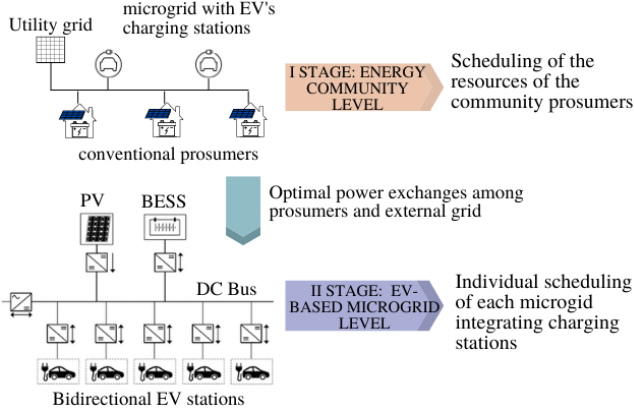 microgrid with EV's
charging stations
Utility grid
conventional prosumers
I STAGE: ENERGY
COMMUNITY
LEVEL
Scheduling of the
resources of the
community prosumers
Optimal power exchanges among
prosumers and external grid
PV
BESS
DC Bus
Bidirectional EV stations
II STAGE: EV-
BASED MICROGRID
LEVEL
Individual scheduling
of each microgid
integrating charging
stations